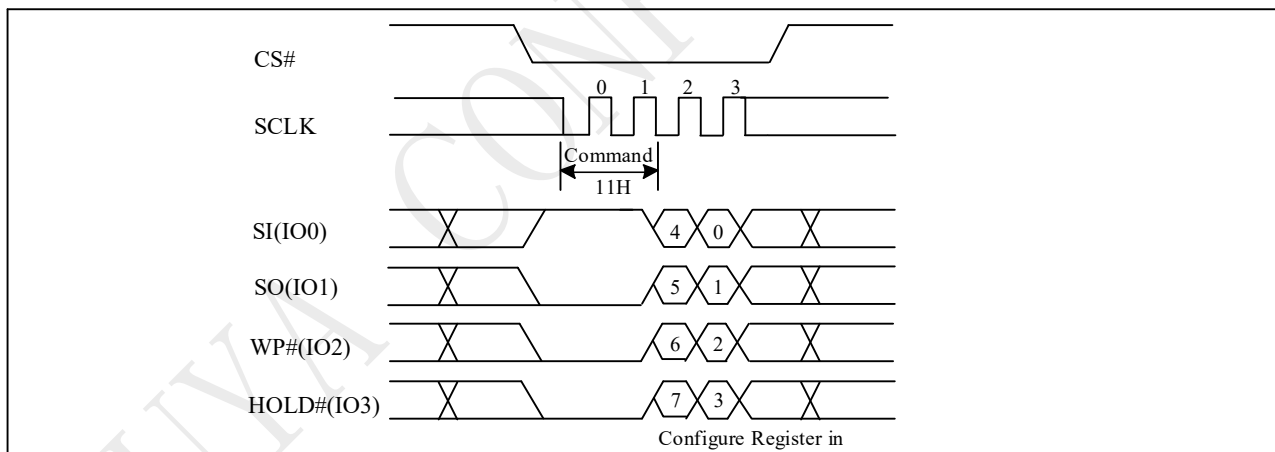 CS#
0 1 2 3
SCLK
Command
11H
SI(IO0) 4 0
SO(IO1) 5 1
WP#(IO2) 6 2
HOLD#(IO3) 7 3
Configure Register in